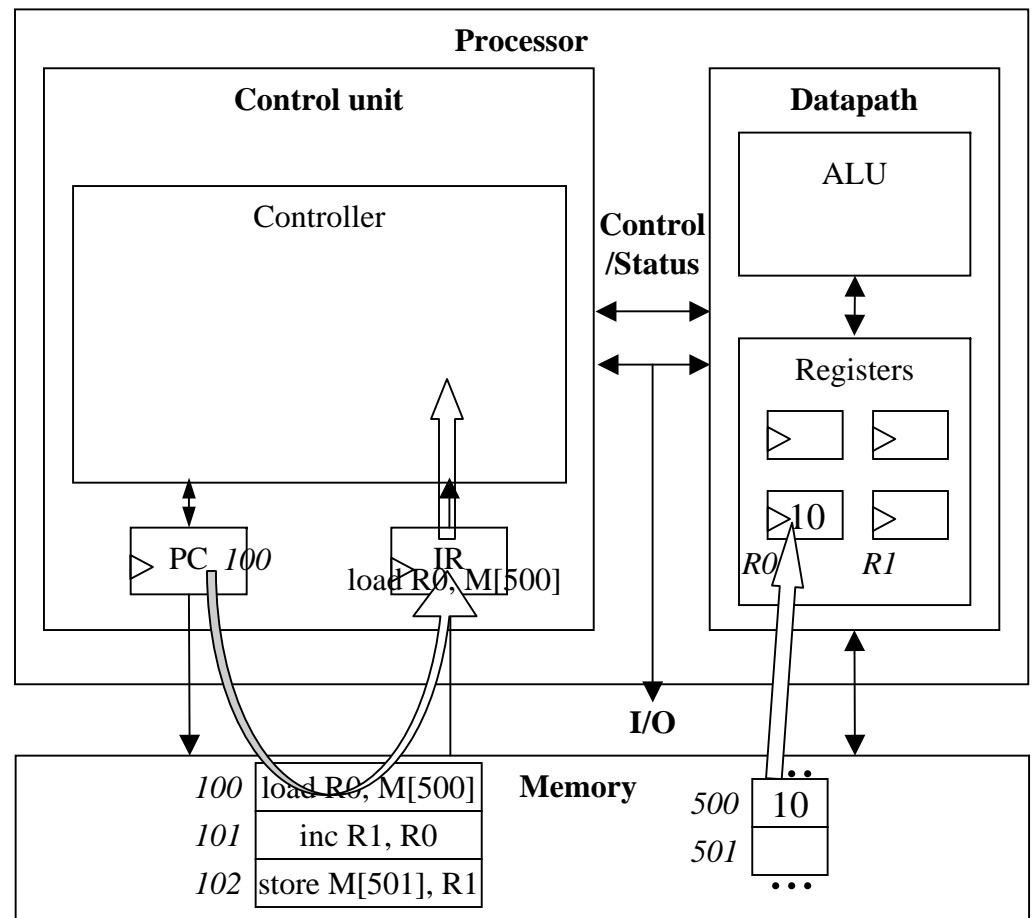 Processor
Control unit
Datapath
ALU
Controller
Control
/Status
Registers
10
PC 100
IR
load R0, M[500]
R0
R1
I/O
Memory
100 load R0, M[500]
101 inc R1, R0
102 store M[501], R1
...
500 10
501
...